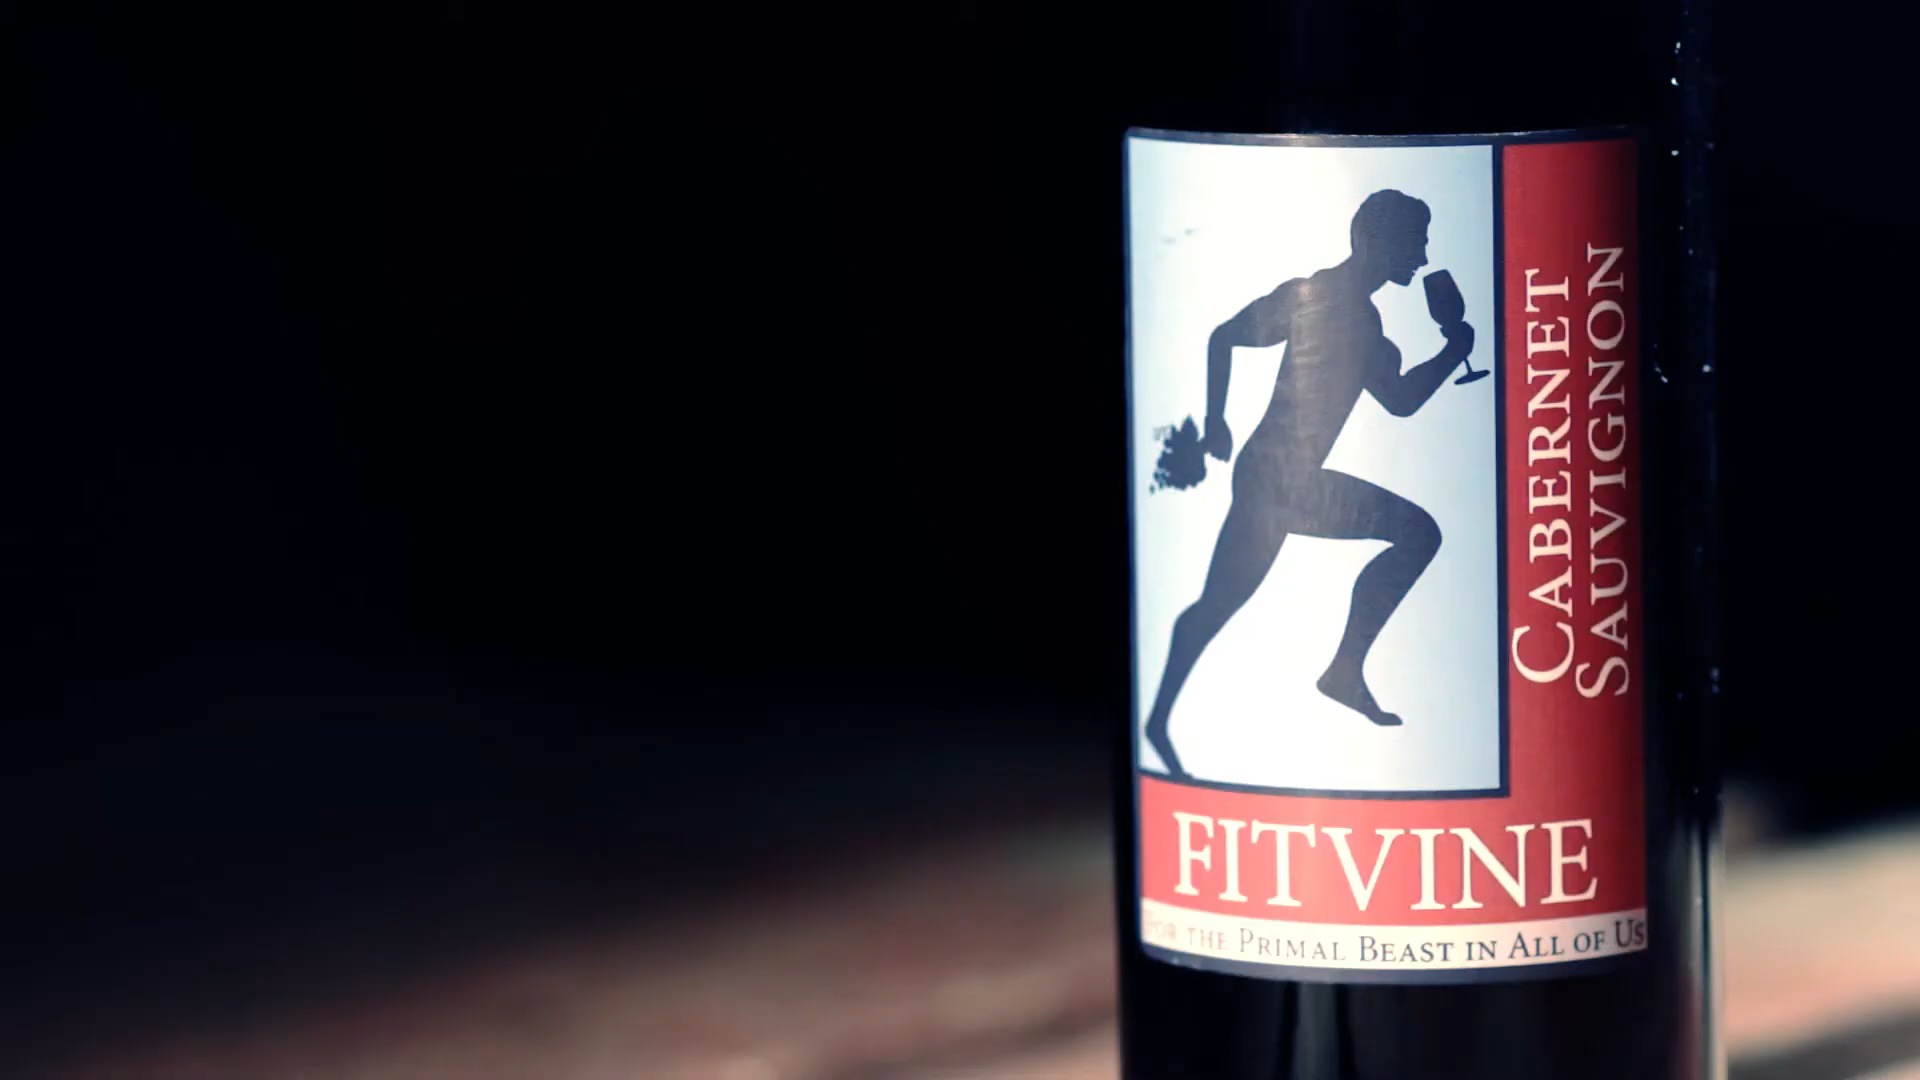 CABERNET
SAUVIGNON
FITVINE
FOR THE PRIMAL BEAST IN ALL OF US